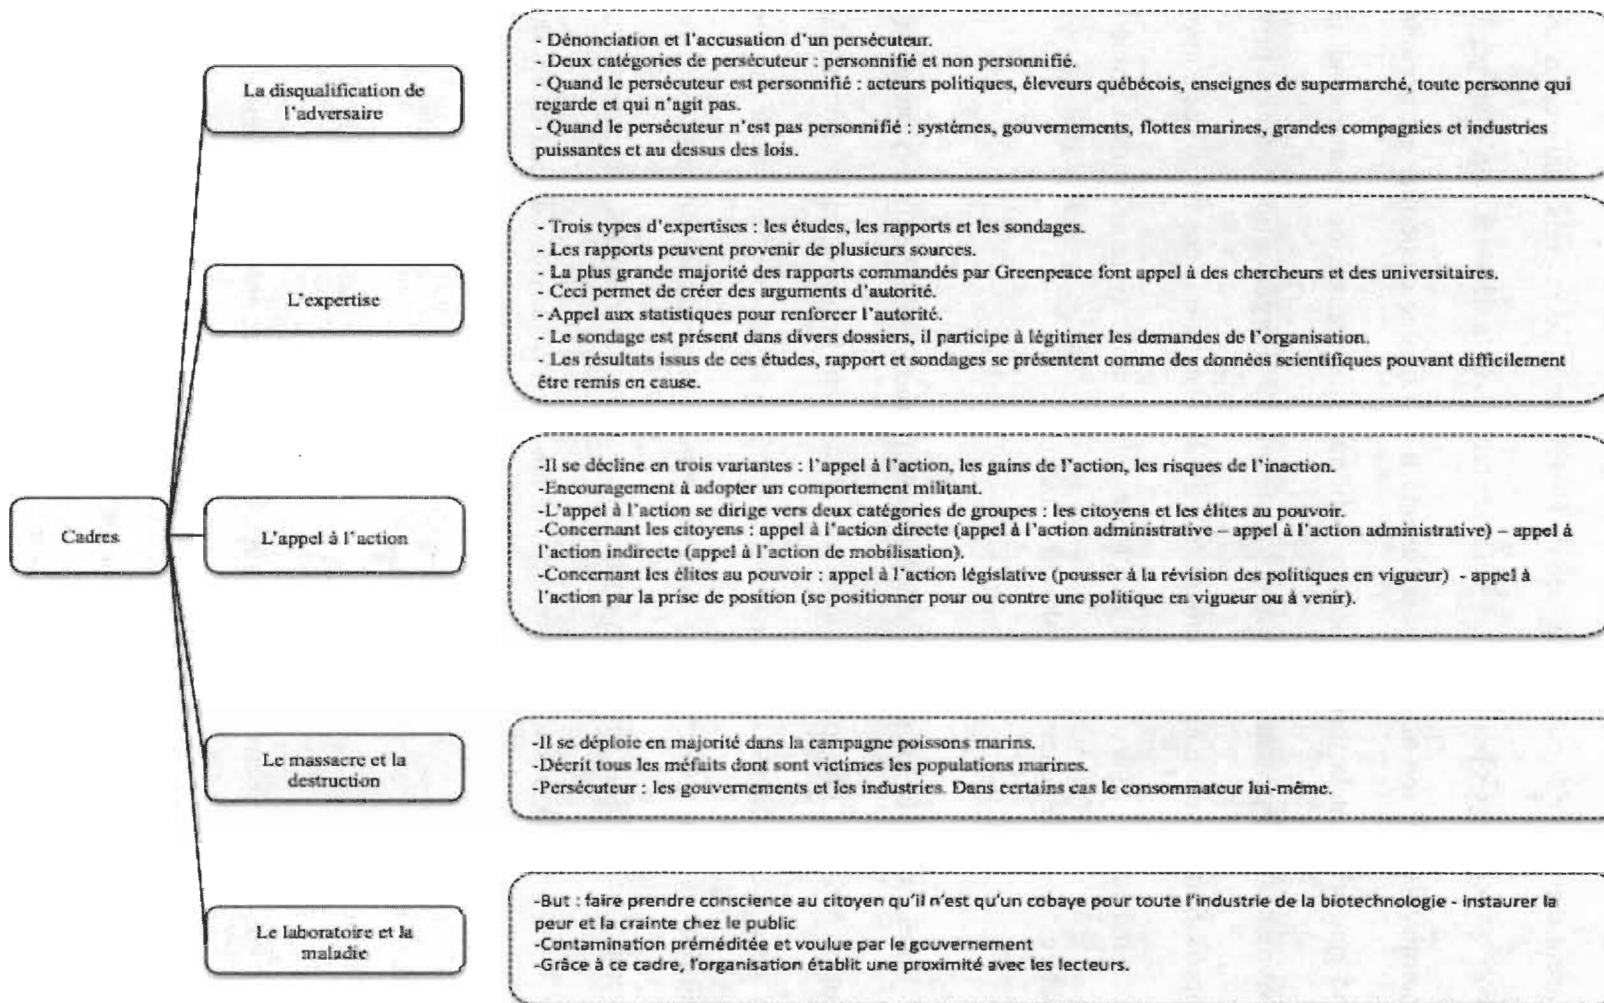 Cadres
La disqualification de
l'adversaire
- Dénonciation et l'accusation d'un persécuteur.
- Deux catégories de persécuteur : personnifié et non personnifié.
- Quand le persécuteur est personnifié : acteurs politiques, éleveurs québécois, enseignes de supermarché, toute personne qui
regarde et qui n'agit pas.
- Quand le persécuteur n'est pas personnifié : systèmes, gouvernements, flottes marines, grandes compagnies et industries
puissantes et au dessus des lois.
L'expertise
- Trois types d'expertises : les études, les rapports et les sondages.
- Les rapports peuvent provenir de plusieurs sources.
- La plus grande majorité des rapports commandés par Greenpeace font appel à des chercheurs et des universitaires.
- Ceci permet de créer des arguments d'autorité.
- Appel aux statistiques pour renforcer l'autorité.
- Le sondage est présent dans divers dossiers, il participe à légitimer les demandes de l'organisation.
- Les résultats issus de ces études, rapport et sondages se présentent comme des données scientifiques pouvant difficilement
être remis en cause.
L'appel à l'action
-Il se décline en trois variantes : l'appel à l'action, les gains de l'action, les risques de l'inaction.
-Encouragement à adopter un comportement militant.
-L'appel à l'action se dirige vers deux catégories de groupes : les citoyens et les élites au pouvoir.
-Concernant les citoyens : appel à l'action directe (appel à l'action administrative – appel à l'action administrative) – appel à
l'action indirecte (appel à l'action de mobilisation).
-Concernant les élites au pouvoir : appel à l'action législative (pousser à la révision des politiques en vigueur) - appel à
l'action par la prise de position (se positionner pour ou contre une politique en vigueur ou à venir).
Le massacre et la
destruction
-Il se déploie en majorité dans la campagne poissons marins.
-Décrit tous les méfaits dont sont victimes les populations marines.
-Persécuteur : les gouvernements et les industries. Dans certains cas le consommateur lui-même.
Le laboratoire et la
maladie
-But : faire prendre conscience au citoyen qu'il n'est qu'un cobaye pour toute l'industrie de la biotechnologie - instaurer la
peur et la crainte chez le public
-Contamination préméditée et voulue par le gouvernement
-Grâce à ce cadre, l'organisation établit une proximité avec les lecteurs.